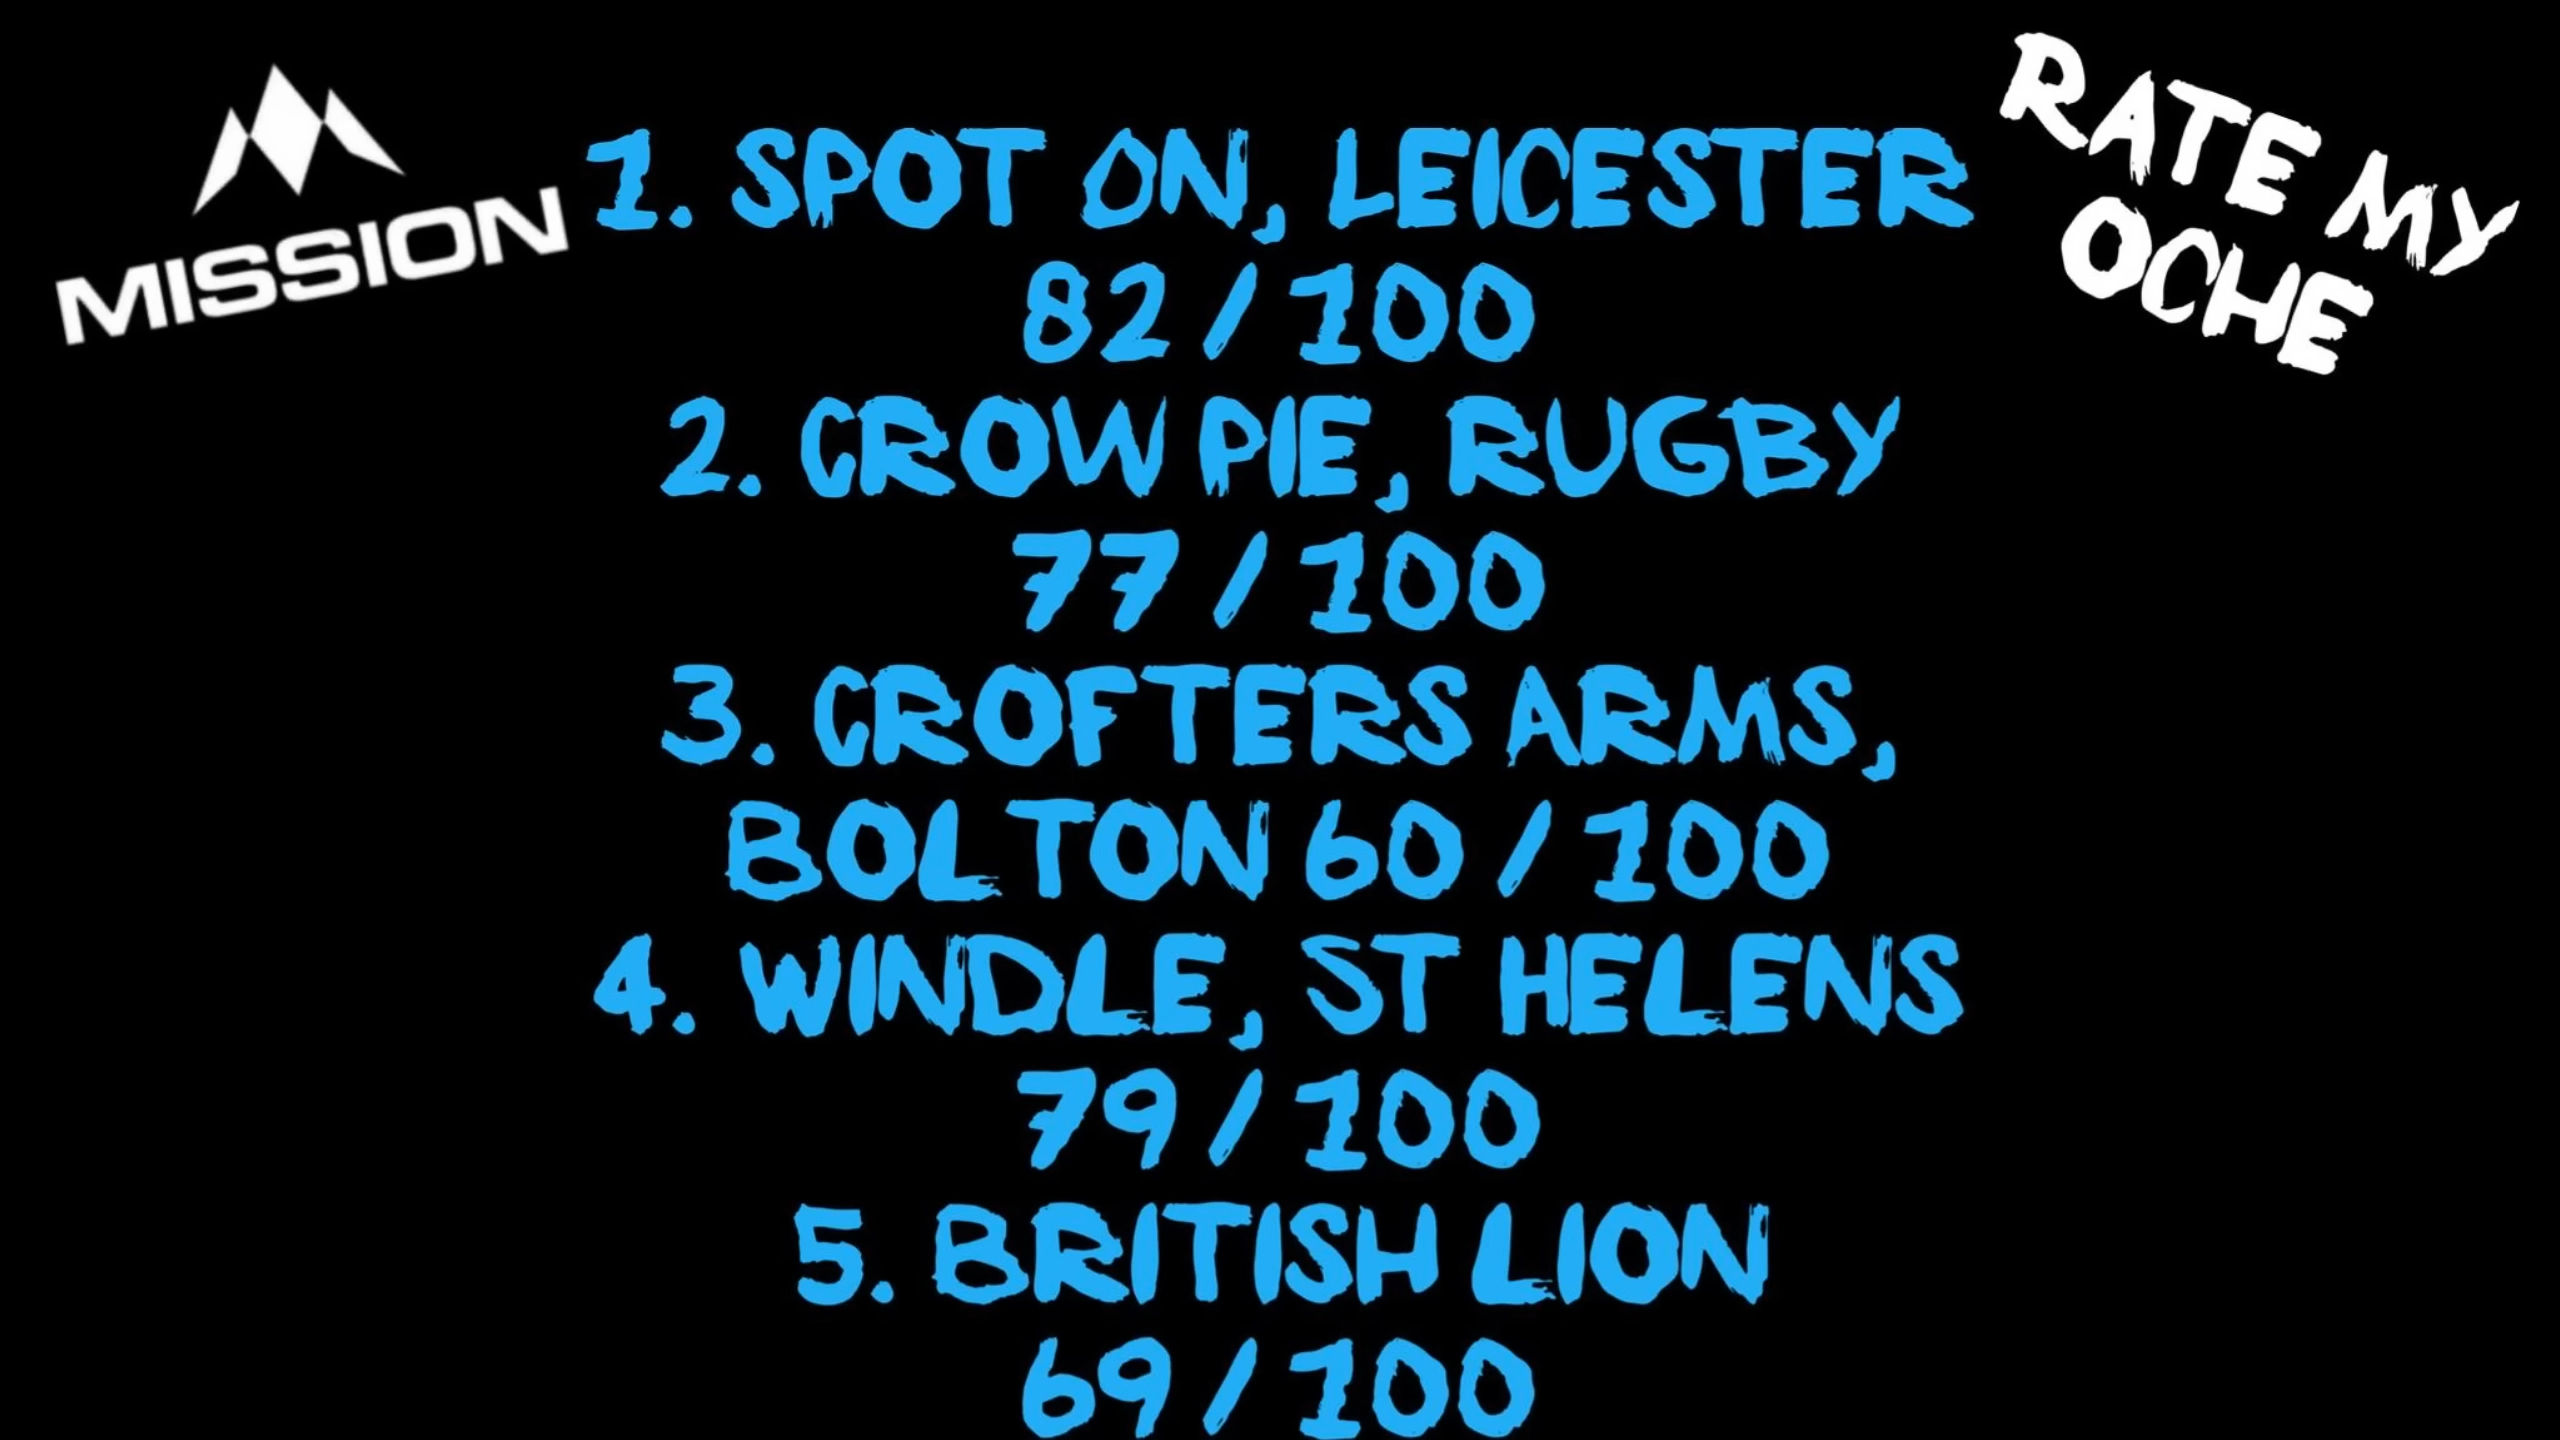 MISSION
RATE MY
OCHE
1. SPOT ON, LEICESTER
82 / 100
2. CROW PIE, RUGBY
77 / 100
3. CROFTERS ARMS,
BOLTON 60 / 100
4. WINDLE, ST HELENS
79 / 100
5. BRITISH LION
69 / 100